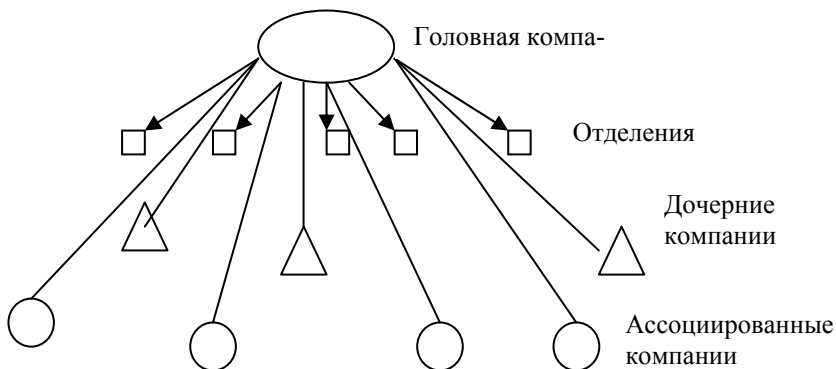 Головная компа-
Отделения
Дочерние
компании
Ассоциированные
компании